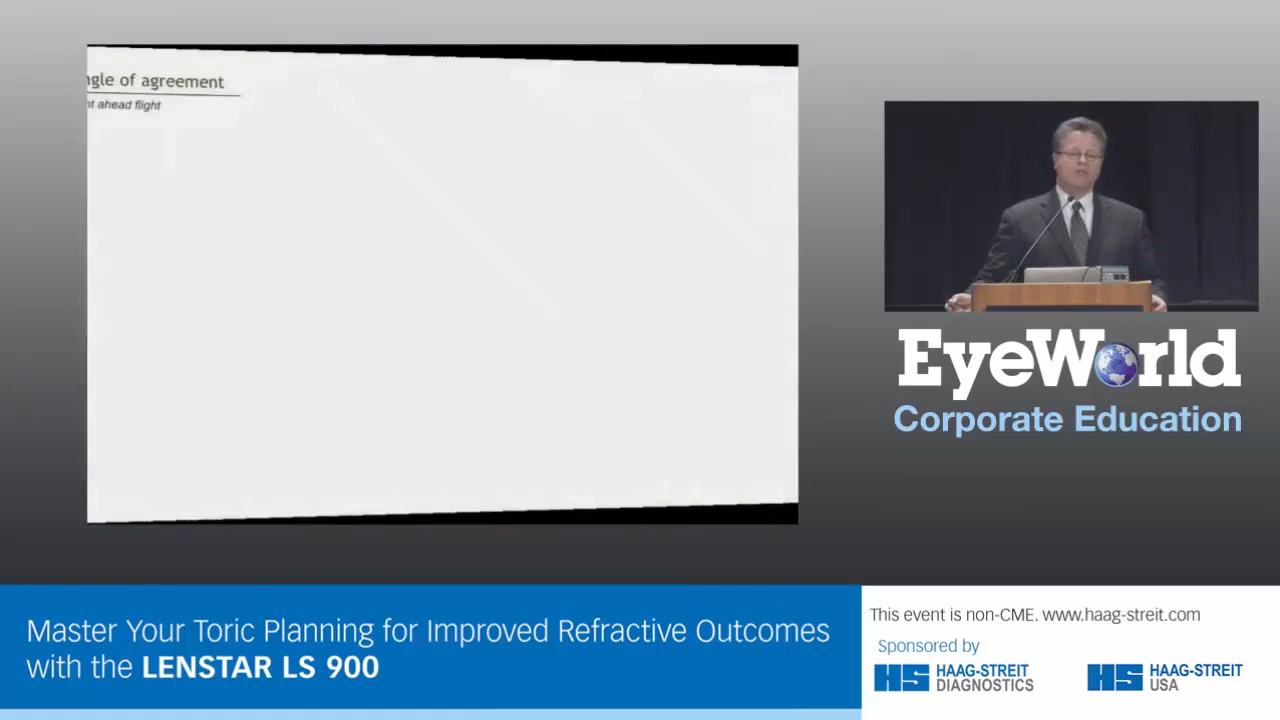 ngle of agreement
nt ahead flight
EyeWorld
Corporate Education
Master Your Toric Planning for Improved Refractive Outcomes
with the LENSTAR LS 900
This event is non-CME. www.haag-streit.com
Sponsored by
HS HAAG-STREIT
DIAGNOSTICS
HS HAAG-STREIT
USA